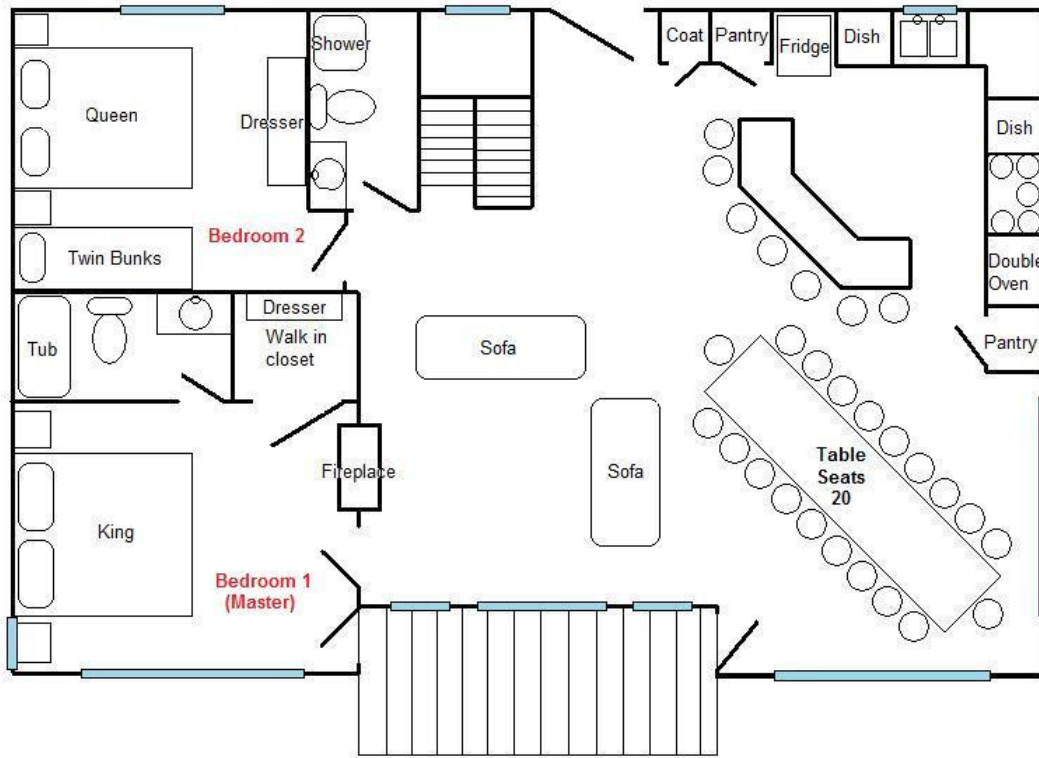 Shower
Coat
Pantry
Fridge
Dish
Queen
Dresser
Dish
Bedroom 2
Twin Bunks
Double
Oven
Dresser
Walk in
closet
Tub
Sofa
Pantry
Fireplace
Sofa
Table
Seats
20
King
Bedroom 1
(Master)